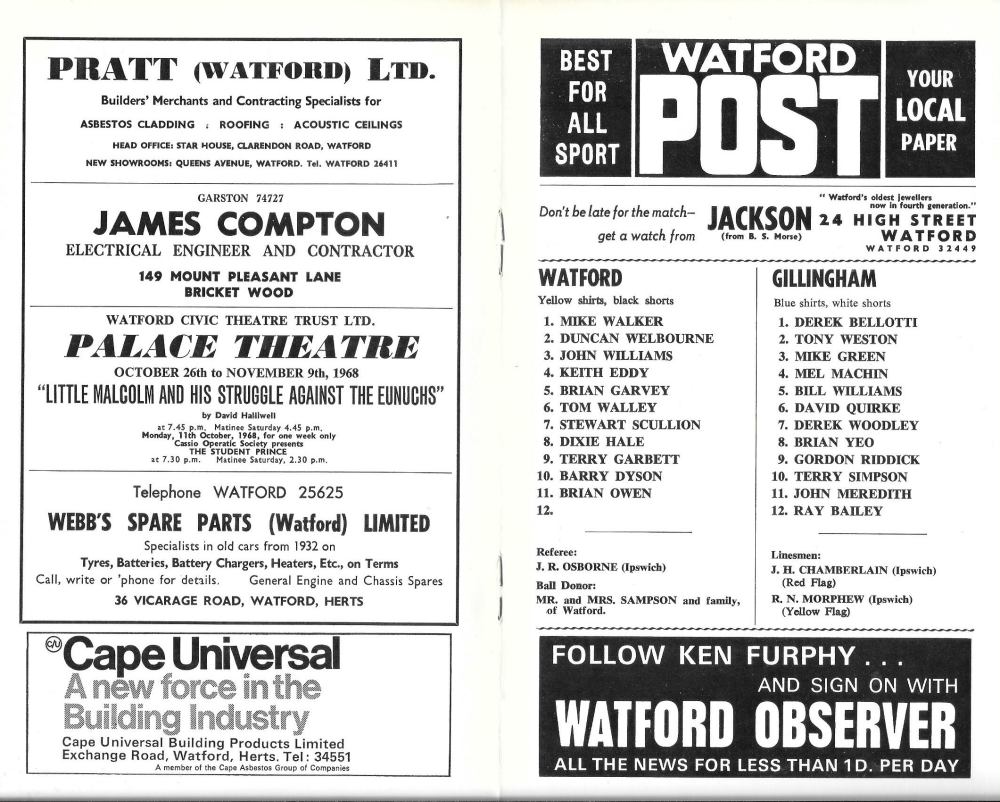 PRATT (WATFORD) LTD.
Builders' Merchants and Contracting Specialists for
ASBESTOS CLADDING : ROOFING : ACOUSTIC CEILINGS
HEAD OFFICE: STAR HOUSE, CLARENDON ROAD, WATFORD
NEW SHOWROOMS: QUEENS AVENUE, WATFORD. Tel. WATFORD 26411
GARSTON 74727
JAMES COMPTON
ELECTRICAL ENGINEER AND CONTRACTOR
149 MOUNT PLEASANT LANE
BRICKET WOOD
WATFORD CIVIC THEATRE TRUST LTD.
PALACE THEATRE
OCTOBER 26th to NOVEMBER 9th, 1968
"LITTLE MALCOLM AND HIS STRUGGLE AGAINST THE EUNUCHS"
by David Halliwell
at 7.45 p.m. Matinee Saturday 4.45 p.m.
Monday, 11th October, 1968, for one week only
Cassio Operatic Society presents
THE STUDENT PRINCE
at 7.30 p.m. Matinee Saturday, 2.30 p.m.
Telephone WATFORD 25625
WEBB'S SPARE PARTS (Watford) LIMITED
Specialists in old cars from 1932 on
Tyres, Batteries, Battery Chargers, Heaters, Etc., on Terms
Call, write or 'phone for details. General Engine and Chassis Spares
36 VICARAGE ROAD, WATFORD, HERTS
C/U Cape Universal
A new force in the
Building Industry
Cape Universal Building Products Limited
Exchange Road, Watford, Herts. Tel: 34551
A member of the Cape Asbestos Group of Companies
BEST
FOR
ALL
SPORT
WATFORD
POST
YOUR
LOCAL
PAPER
Don't be late for the match—
get a watch from
JACKSON
(from B. S. Morse)
"Watford's oldest jewellers
now in fourth generation."
24 HIGH STREET
WATFORD
WATFORD 32449
WATFORD
Yellow shirts, black shorts
1. MIKE WALKER
2. DUNCAN WELBOURNE
3. JOHN WILLIAMS
4. KEITH EDDY
5. BRIAN GARVEY
6. TOM WALLEY
7. STEWART SCULLION
8. DIXIE HALE
9. TERRY GARBETT
10. BARRY DYSON
11. BRIAN OWEN
12.
Referee:
J. R. OSBORNE (Ipswich)
Ball Donor:
MR. and MRS. SAMPSON and family,
of Watford.
GILLINGHAM
Blue shirts, white shorts
1. DEREK BELLOTTI
2. TONY WESTON
3. MIKE GREEN
4. MEL MACHIN
5. BILL WILLIAMS
6. DAVID QUIRKE
7. DEREK WOODLEY
8. BRIAN YEO
9. GORDON RIDDICK
10. TERRY SIMPSON
11. JOHN MEREDITH
12. RAY BAILEY
Linesmen:
J. H. CHAMBERLAIN (Ipswich)
(Red Flag)
R. N. MORPHEW (Ipswich)
(Yellow Flag)
FOLLOW KEN FURPHY . . .
AND SIGN ON WITH
WATFORD OBSERVER
ALL THE NEWS FOR LESS THAN 1D. PER DAY